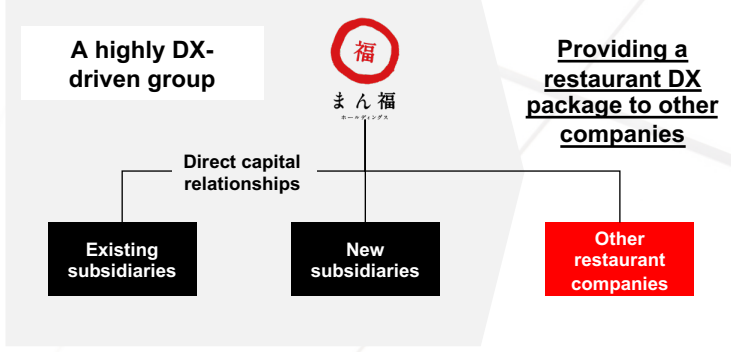 A highly DX-
driven group
福
まん福
ホールディングス
Providing a
restaurant DX
package to other
companies
Direct capital
relationships
Existing
subsidiaries
New
subsidiaries
Other
restaurant
companies